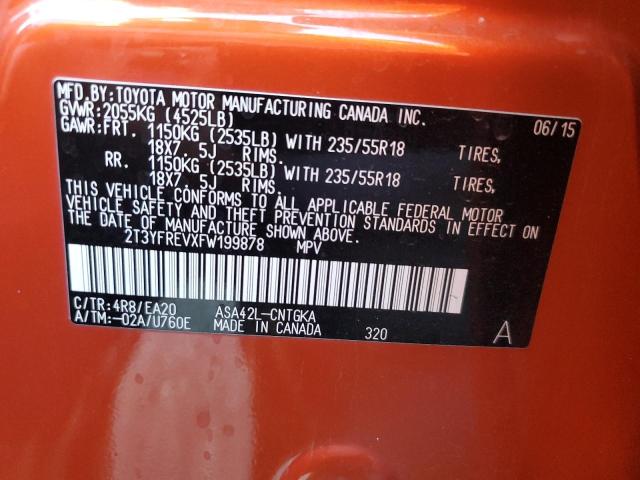 MFD.BY:TOYOTA MOTOR MANUFACTURING CANADA INC. 06/15
GVWR:2055KG (4525LB)
GAWR:FRT. 1150KG (2535LB) WITH 235/55R18 TIRES,
18X7.5J RIMS.
RR. 1150KG (2535LB) WITH 235/55R18 TIRES,
18X7.5J RIMS.
THIS VEHICLE CONFORMS TO ALL APPLICABLE FEDERAL MOTOR
VEHICLE SAFETY AND THEFT PREVENTION STANDARDS IN EFFECT ON
THE DATE OF MANUFACTURE SHOWN ABOVE.
2T3YFREVXFW199878 MPV
C/TR:4R8/EA20 ASA42L-CNTGKA
A/TM:-02A/U760E MADE IN CANADA 320 A